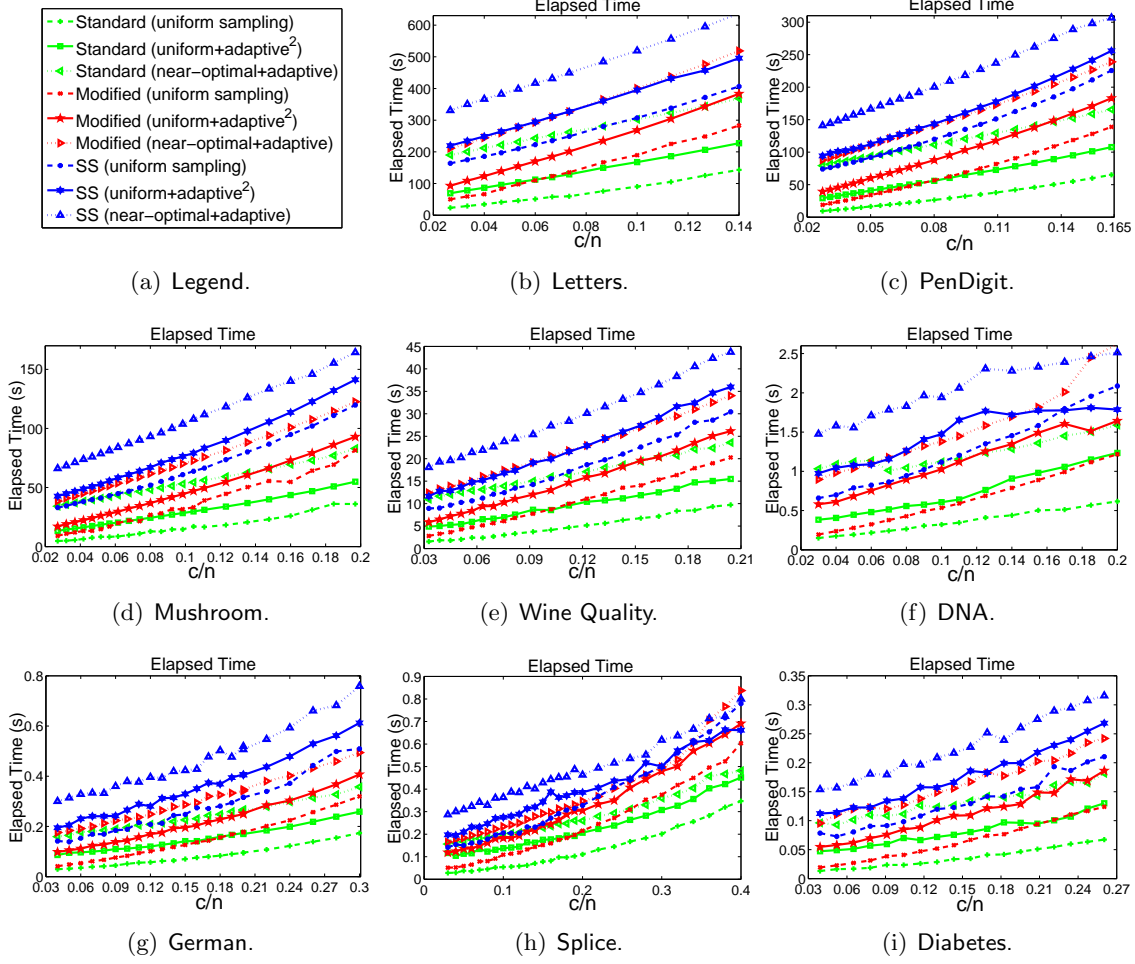 Standard (uniform sampling)
Standard (uniform+adaptive²)
Standard (near−optimal+adaptive)
Modified (uniform sampling)
Modified (uniform+adaptive²)
Modified (near−optimal+adaptive)
SS (uniform sampling)
SS (uniform+adaptive²)
SS (near−optimal+adaptive)
(a) Legend.
Elapsed Time
Elapsed Time (s)
600
500
400
300
200
100
0
0.02 0.04 0.06 0.08 0.1 0.12 0.14
c/n
(b) Letters.
Elapsed Time
Elapsed Time (s)
300
250
200
150
100
50
0
0.02 0.05 0.08 0.11 0.14 0.165
c/n
(c) PenDigit.
Elapsed Time
Elapsed Time (s)
150
100
50
0
0.02 0.04 0.06 0.08 0.1 0.12 0.14 0.16 0.18 0.2
c/n
(d) Mushroom.
Elapsed Time
Elapsed Time (s)
45
40
35
30
25
20
15
10
5
0
0.03 0.06 0.09 0.12 0.15 0.18 0.21
c/n
(e) Wine Quality.
Elapsed Time
Elapsed Time (s)
2.5
2
1.5
1
0.5
0
0.02 0.04 0.06 0.08 0.1 0.12 0.14 0.16 0.18 0.2
c/n
(f) DNA.
Elapsed Time
Elapsed Time (s)
0.8
0.6
0.4
0.2
0
0.03 0.06 0.09 0.12 0.15 0.18 0.21 0.24 0.27 0.3
c/n
(g) German.
Elapsed Time
Elapsed Time (s)
0.9
0.8
0.7
0.6
0.5
0.4
0.3
0.2
0.1
0
0 0.1 0.2 0.3 0.4
c/n
(h) Splice.
Elapsed Time
Elapsed Time (s)
0.35
0.3
0.25
0.2
0.15
0.1
0.05
0
0.03 0.06 0.09 0.12 0.15 0.18 0.21 0.24 0.27
c/n
(i) Diabetes.